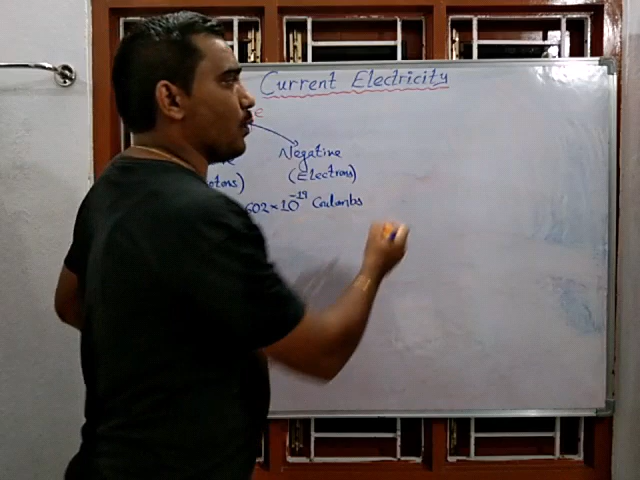 Current Electricity
e
Negative
(Electrons)
otons)
602 × 10⁻¹⁹ Coulombs